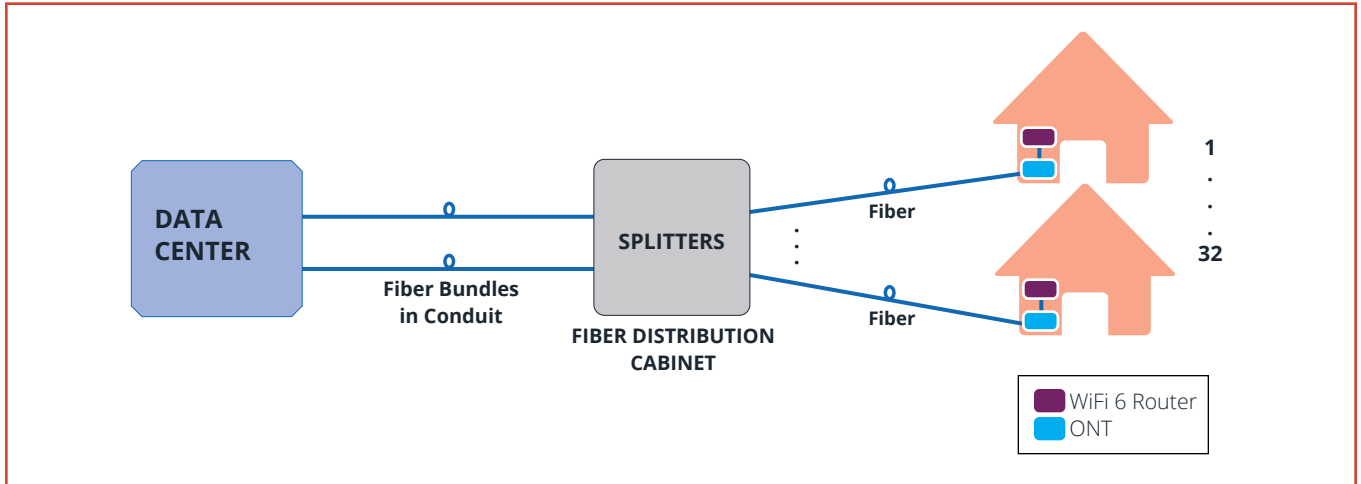 DATA
CENTER
Fiber Bundles
in Conduit
SPLITTERS
FIBER DISTRIBUTION
CABINET
Fiber
Fiber
1
.
.
.
32
WiFi 6 Router
ONT